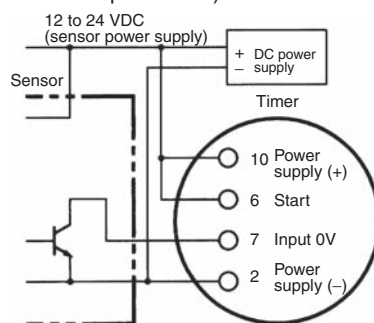 12 to 24 VDC
(sensor power supply)
+ DC power
− supply
Sensor
Timer
10 Power
supply (+)
6 Start
7 Input 0V
2 Power
supply (−)